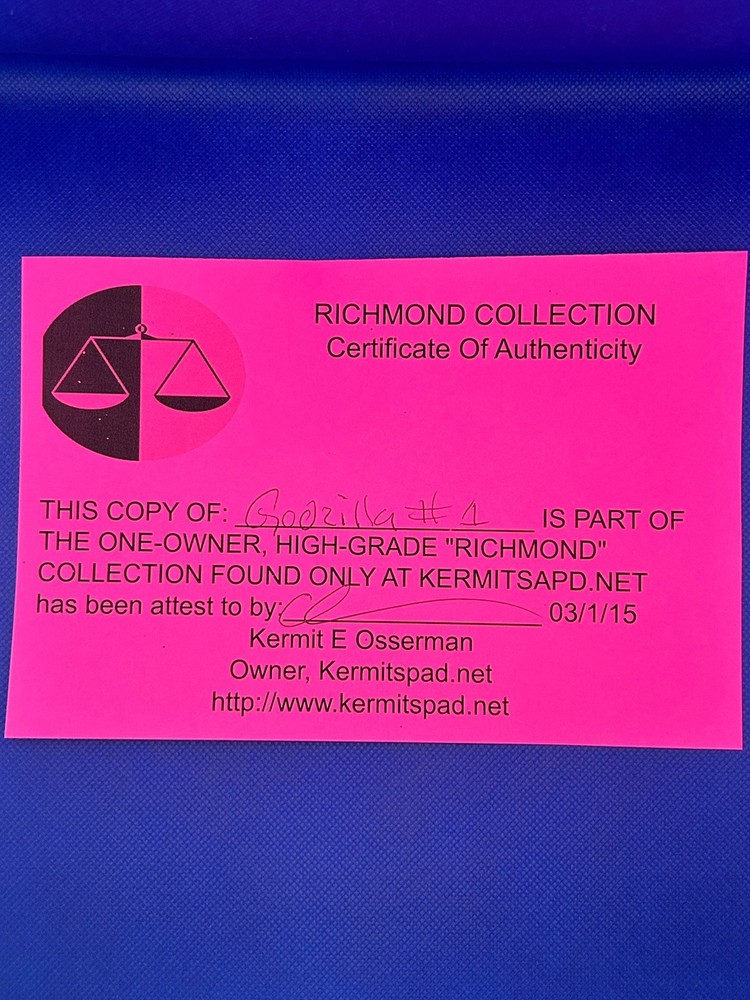 RICHMOND COLLECTION
Certificate Of Authenticity
THIS COPY OF: Godzilla # 1 IS PART OF
THE ONE-OWNER, HIGH-GRADE "RICHMOND"
COLLECTION FOUND ONLY AT KERMITSAPD.NET
has been attest to by: 03/1/15
Kermit E Osserman
Owner, Kermitspad.net
http://www.kermitspad.net